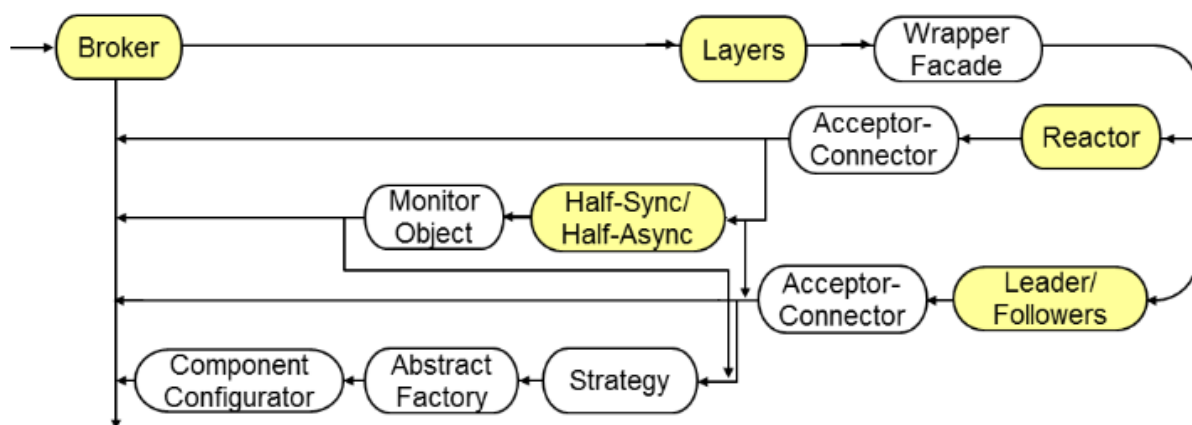 Broker
Layers
Wrapper
Facade
Acceptor-
Connector
Reactor
Monitor
Object
Half-Sync/
Half-Async
Acceptor-
Connector
Leader/
Followers
Component
Configurator
Abstract
Factory
Strategy